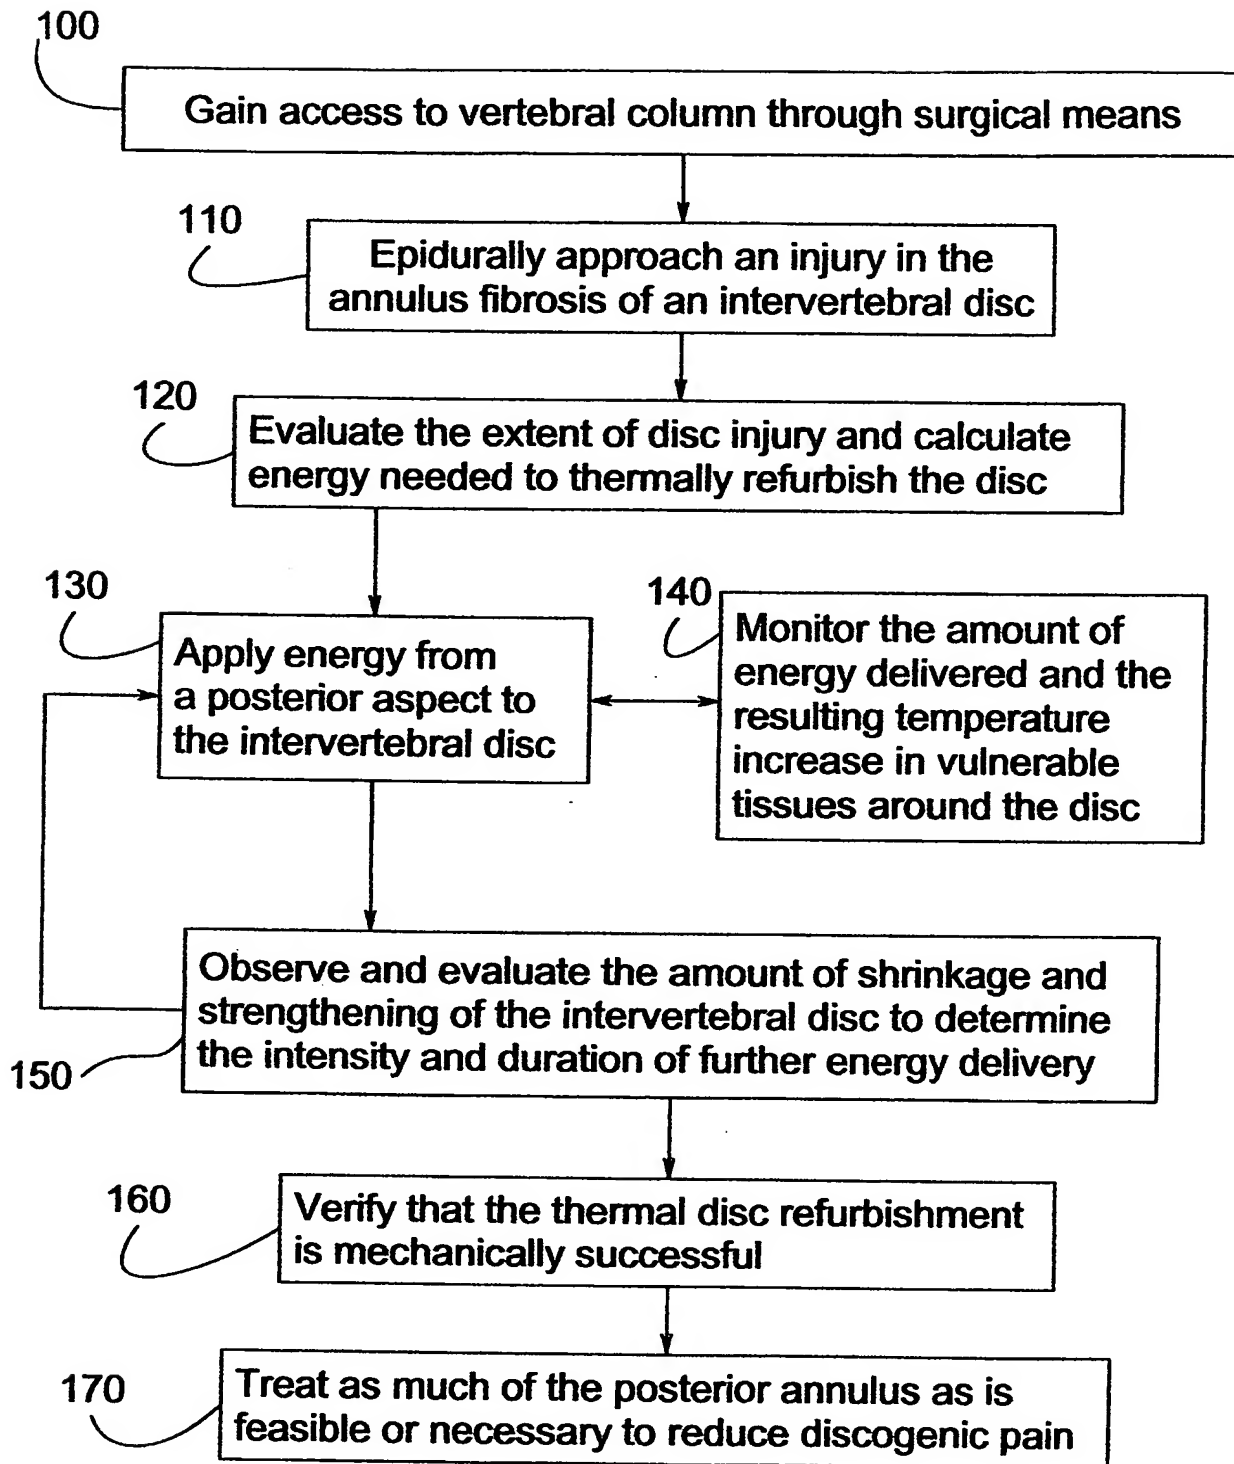 100
Gain access to vertebral column through surgical means
110
Epidurally approach an injury in the
annulus fibrosis of an intervertebral disc
120
Evaluate the extent of disc injury and calculate
energy needed to thermally refurbish the disc
130
Apply energy from
a posterior aspect to
the intervertebral disc
140
Monitor the amount of
energy delivered and the
resulting temperature
increase in vulnerable
tissues around the disc
Observe and evaluate the amount of shrinkage and
strengthening of the intervertebral disc to determine
the intensity and duration of further energy delivery
150
160
Verify that the thermal disc refurbishment
is mechanically successful
170
Treat as much of the posterior annulus as is
feasible or necessary to reduce discogenic pain